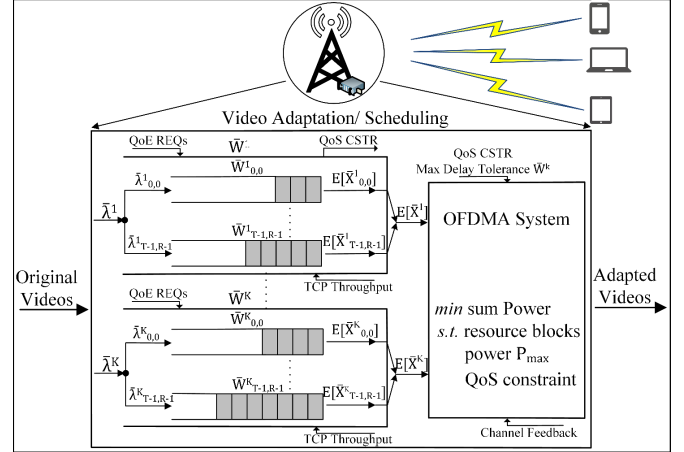 Video Adaptation/ Scheduling
QoE REQs
W̄¹
QoS CSTR
W̄¹₀,₀
λ̄¹₀,₀
E[X̄¹₀,₀]
λ̄¹
E[X̄¹]
W̄¹T-1,R-1
λ̄¹T-1,R-1
E[X̄¹T-1,R-1]
TCP Throughput
Original
Videos
QoE REQs
W̄ᴷ
W̄ᴷ₀,₀
λ̄ᴷ₀,₀
E[X̄ᴷ₀,₀]
λ̄ᴷ
E[X̄ᴷ]
W̄ᴷT-1,R-1
λ̄ᴷT-1,R-1
E[X̄ᴷT-1,R-1]
TCP Throughput
QoS CSTR
Max Delay Tolerance W̄ᵏ
OFDMA System
min sum Power
s.t. resource blocks
power Pmax
QoS constraint
Channel Feedback
Adapted
Videos